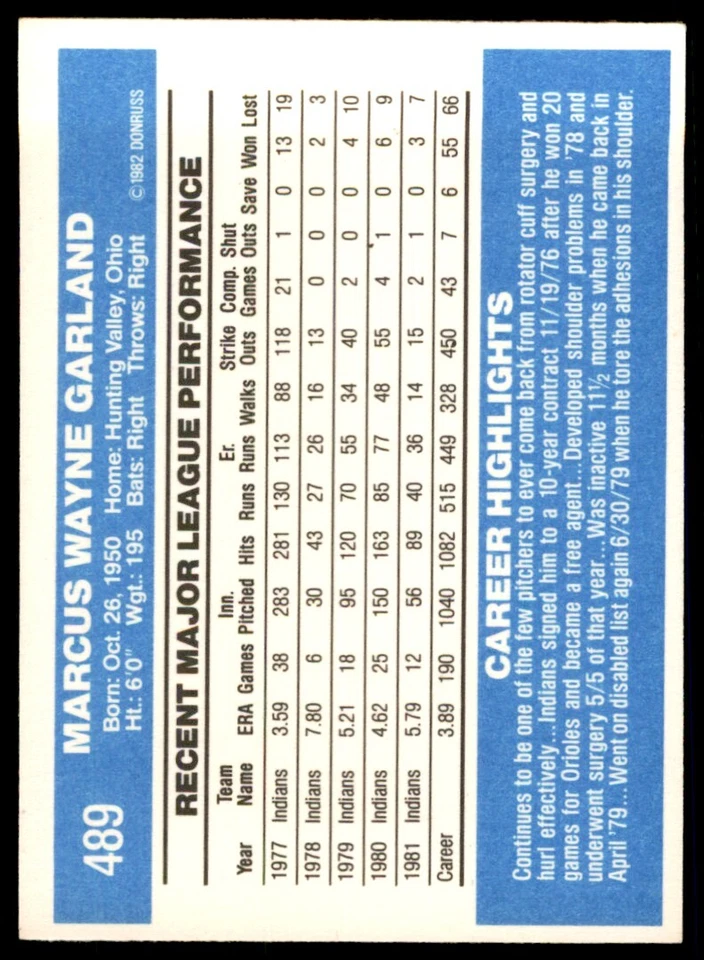 489
MARCUS WAYNE GARLAND
Born: Oct. 26, 1950 Home: Hunting Valley, Ohio
Ht.: 6'0" Wgt.: 195 Bats: Right Throws: Right ©1982 DONRUSS
RECENT MAJOR LEAGUE PERFORMANCE
Team Inn. Er. Strike Comp. Shut
Year Name ERA Games Pitched Hits Runs Runs Walks Outs Games Outs Save Won Lost
1977 Indians 3.59 38 283 281 130 113 88 118 21 1 0 13 19
1978 Indians 7.80 6 30 43 27 26 16 13 0 0 0 2 3
1979 Indians 5.21 18 95 120 70 55 34 40 2 0 0 4 10
1980 Indians 4.62 25 150 163 85 77 48 55 4 1 0 6 9
1981 Indians 5.79 12 56 89 40 36 14 15 2 1 0 3 7
Career 3.89 190 1040 1082 515 449 328 450 43 7 6 55 66
CAREER HIGHLIGHTS
Continues to be one of the few pitchers to ever come back from rotator cuff surgery and
hurl effectively...Indians signed him to a 10-year contract 11/19/76 after he won 20
games for Orioles and became a free agent...Developed shoulder problems in '78 and
underwent surgery 5/5 of that year...Was inactive 11½ months when he came back in
April '79...Went on disabled list again 6/30/79 when he tore the adhesions in his shoulder.